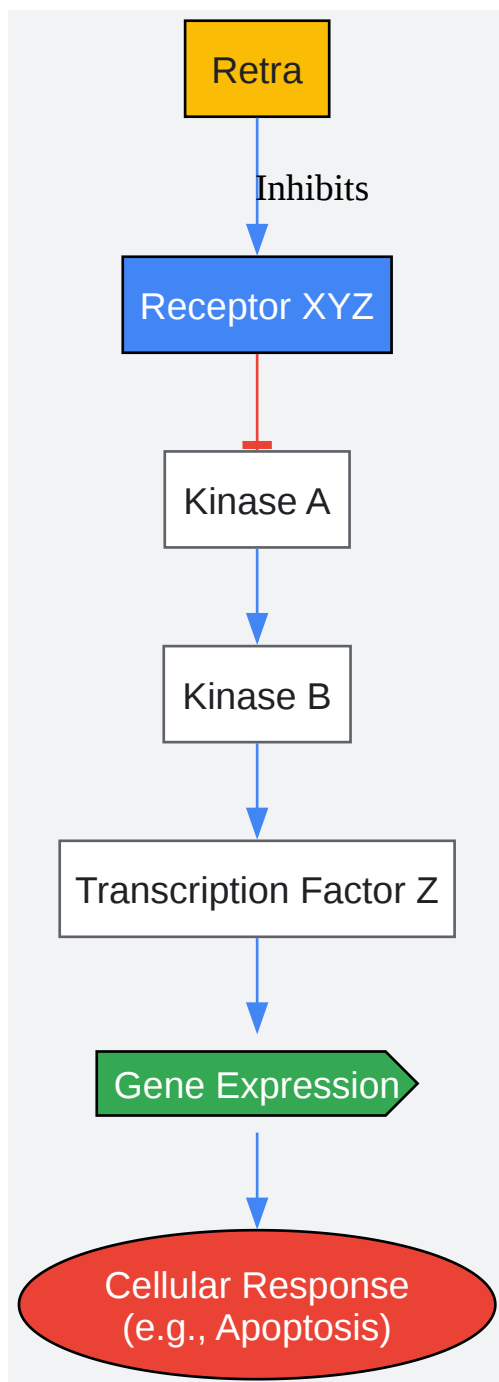 Retra
Inhibits
Receptor XYZ
Kinase A
Kinase B
Transcription Factor Z
Gene Expression
Cellular Response
(e.g., Apoptosis)